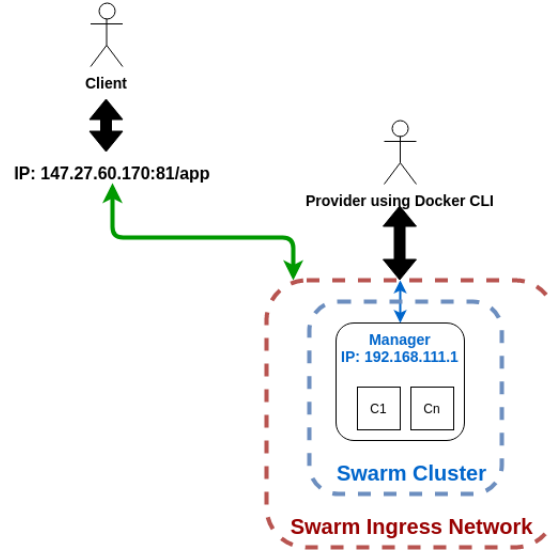 Client
IP: 147.27.60.170:81/app
Provider using Docker CLI
Manager
IP: 192.168.111.1
C1
Cn
Swarm Cluster
Swarm Ingress Network